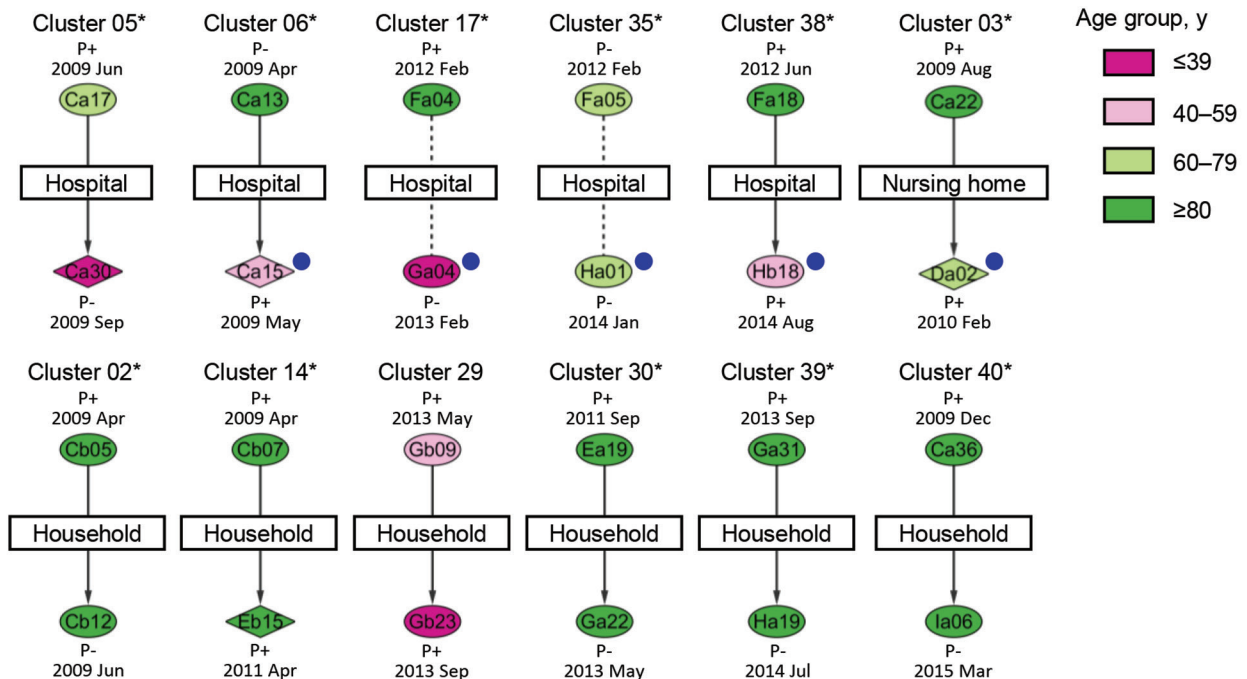 Cluster 05* Cluster 06* Cluster 17* Cluster 35* Cluster 38* Cluster 03*
P+ P- P+ P- P+ P+
2009 Jun 2009 Apr 2012 Feb 2012 Feb 2012 Jun 2009 Aug
Ca17 Ca13 Fa04 Fa05 Fa18 Ca22
Hospital Hospital Hospital Hospital Hospital Nursing home
Ca30 Ca15 Ga04 Ha01 Hb18 Da02
P- P+ P- P- P+ P+
2009 Sep 2009 May 2013 Feb 2014 Jan 2014 Aug 2010 Feb
Age group, y
≤39
40–59
60–79
≥80
Cluster 02* Cluster 14* Cluster 29 Cluster 30* Cluster 39* Cluster 40*
P+ P+ P+ P+ P+ P+
2009 Apr 2009 Apr 2013 May 2011 Sep 2013 Sep 2009 Dec
Cb05 Cb07 Gb09 Ea19 Ga31 Ca36
Household Household Household Household Household Household
Cb12 Eb15 Gb23 Ga22 Ha19 Ia06
P- P+ P+ P- P- P-
2009 Jun 2011 Apr 2013 Sep 2013 May 2014 Jul 2015 Mar